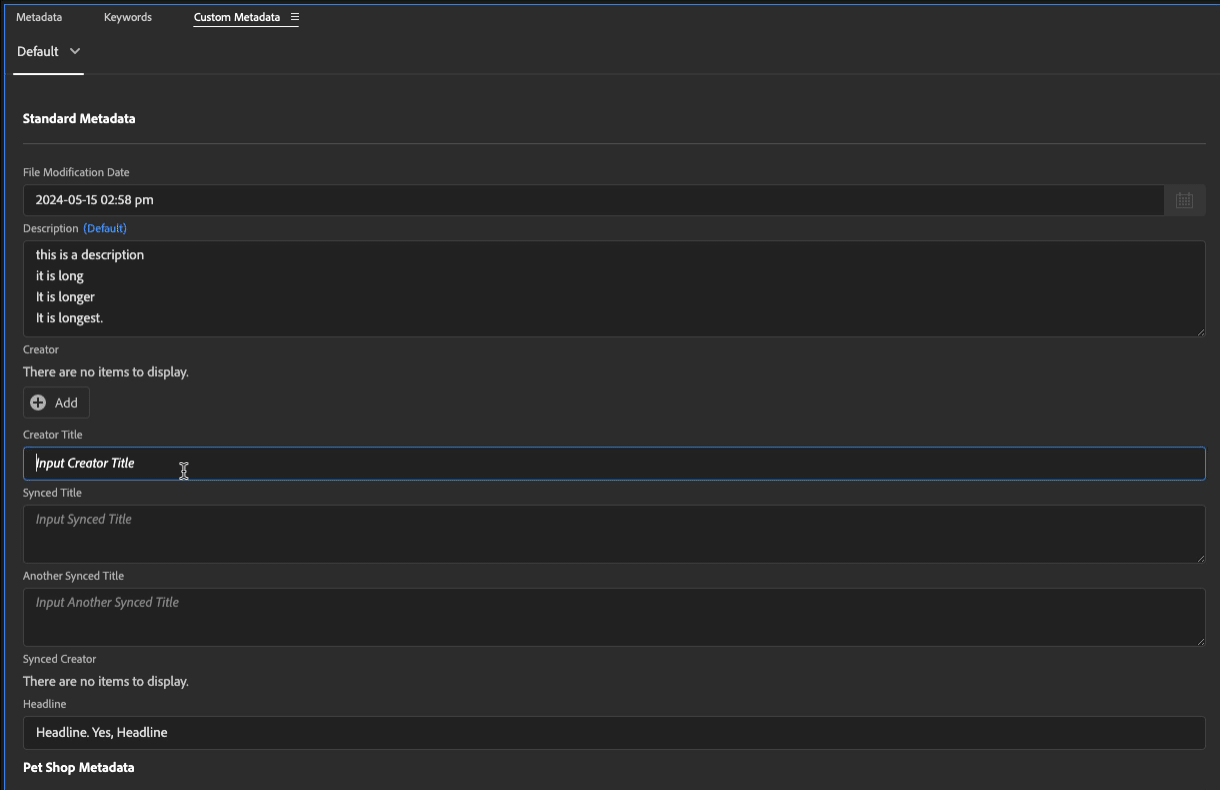 Metadata Keywords Custom Metadata
Default
Standard Metadata
File Modification Date
2024-05-15 02:58 pm
Description (Default)
this is a description
it is long
It is longer
It is longest.
Creator
There are no items to display.
Add
Creator Title
Input Creator Title
Synced Title
Input Synced Title
Another Synced Title
Input Another Synced Title
Synced Creator
There are no items to display.
Headline
Headline. Yes, Headline
Pet Shop Metadata